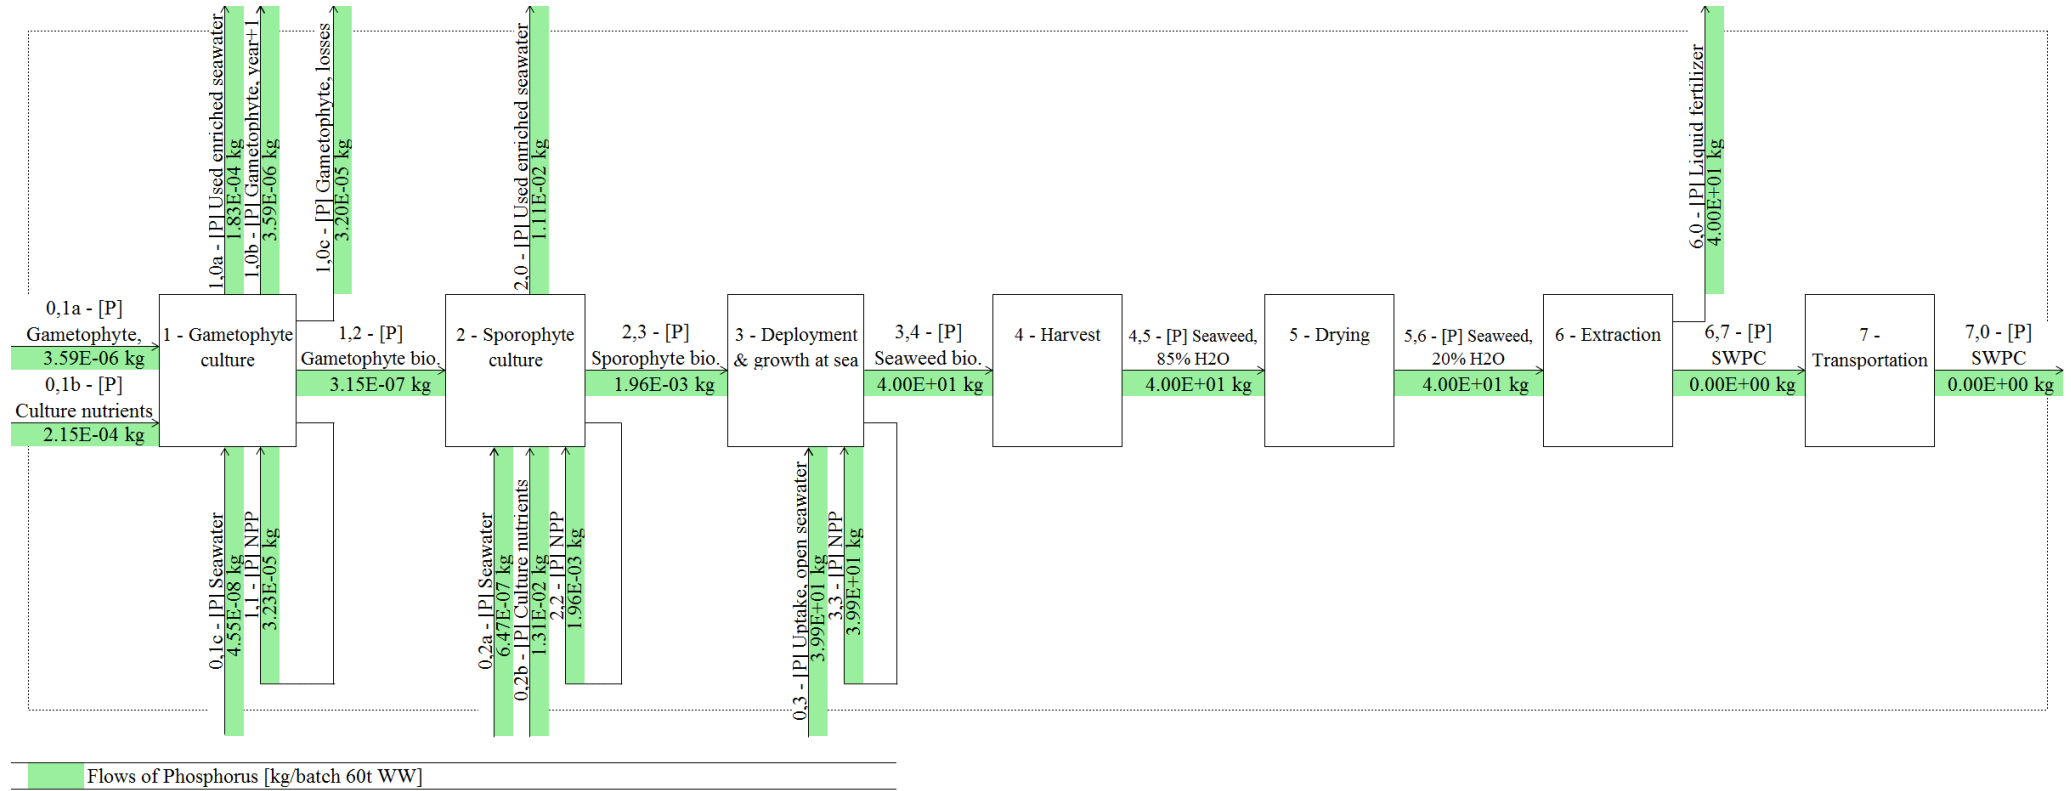 1,0a - [P] Used enriched seawater
1.83E-04 kg
1,0b - [P] Gametophyte, year+1
3.59E-06 kg
1,0c - [P] Gametophyte, losses
3.20E-05 kg
2,0 - [P] Used enriched seawater
1.11E-02 kg
6,0 - [P] Liquid fertilizer
4.00E+01 kg
0,1a - [P]
Gametophyte,
3.59E-06 kg
0,1b - [P]
Culture nutrients
2.15E-04 kg
1 - Gametophyte
culture
1,2 - [P]
Gametophyte bio.
3.15E-07 kg
2 - Sporophyte
culture
2,3 - [P]
Sporophyte bio.
1.96E-03 kg
3 - Deployment
& growth at sea
3,4 - [P]
Seaweed bio.
4.00E+01 kg
4 - Harvest
4,5 - [P] Seaweed,
85% H2O
4.00E+01 kg
5 - Drying
5,6 - [P] Seaweed,
20% H2O
4.00E+01 kg
6 - Extraction
6,7 - [P]
SWPC
0.00E+00 kg
7 -
Transportation
7,0 - [P]
SWPC
0.00E+00 kg
0,1c - [P] Seawater
4.55E-08 kg
1,1 - [P] NPP
3.23E-05 kg
0,2a - [P] Seawater
6.47E-07 kg
0,2b - [P] Culture nutrients
1.31E-02 kg
2,2 - [P] NPP
1.96E-03 kg
0,3 - [P] Uptake, open seawater
3.99E+01 kg
3,3 - [P] NPP
3.99E+01 kg
Flows of Phosphorus [kg/batch 60t WW]